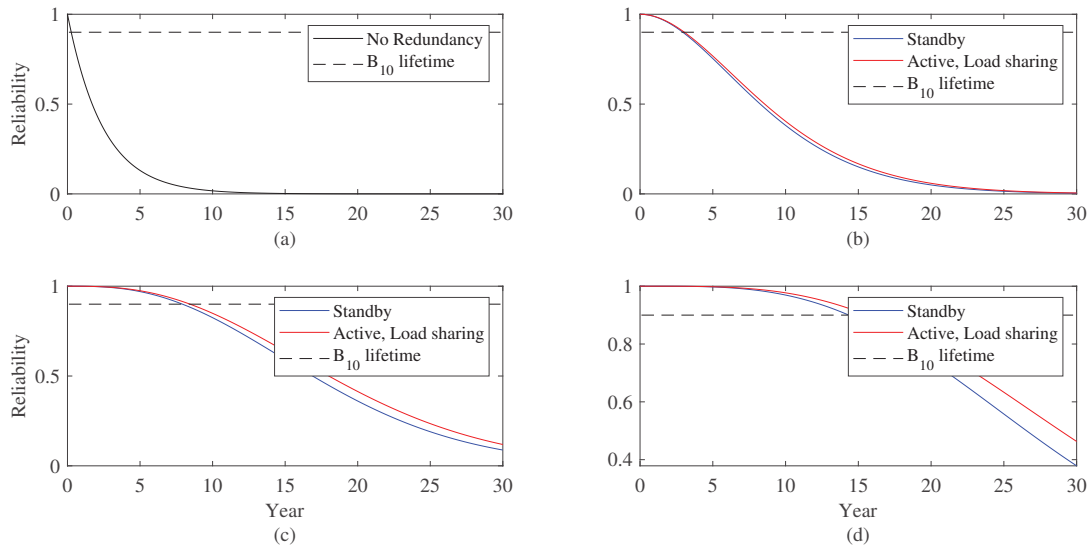 1
0.5
0
Reliability
No Redundancy
B10 lifetime
0 5 10 15 20 25 30
(a)
1
0.5
0
Standby
Active, Load sharing
B10 lifetime
0 5 10 15 20 25 30
(b)
1
0.5
0
Reliability
Standby
Active, Load sharing
B10 lifetime
0 5 10 15 20 25 30
Year
(c)
1
0.8
0.6
0.4
Standby
Active, Load sharing
B10 lifetime
0 5 10 15 20 25 30
Year
(d)